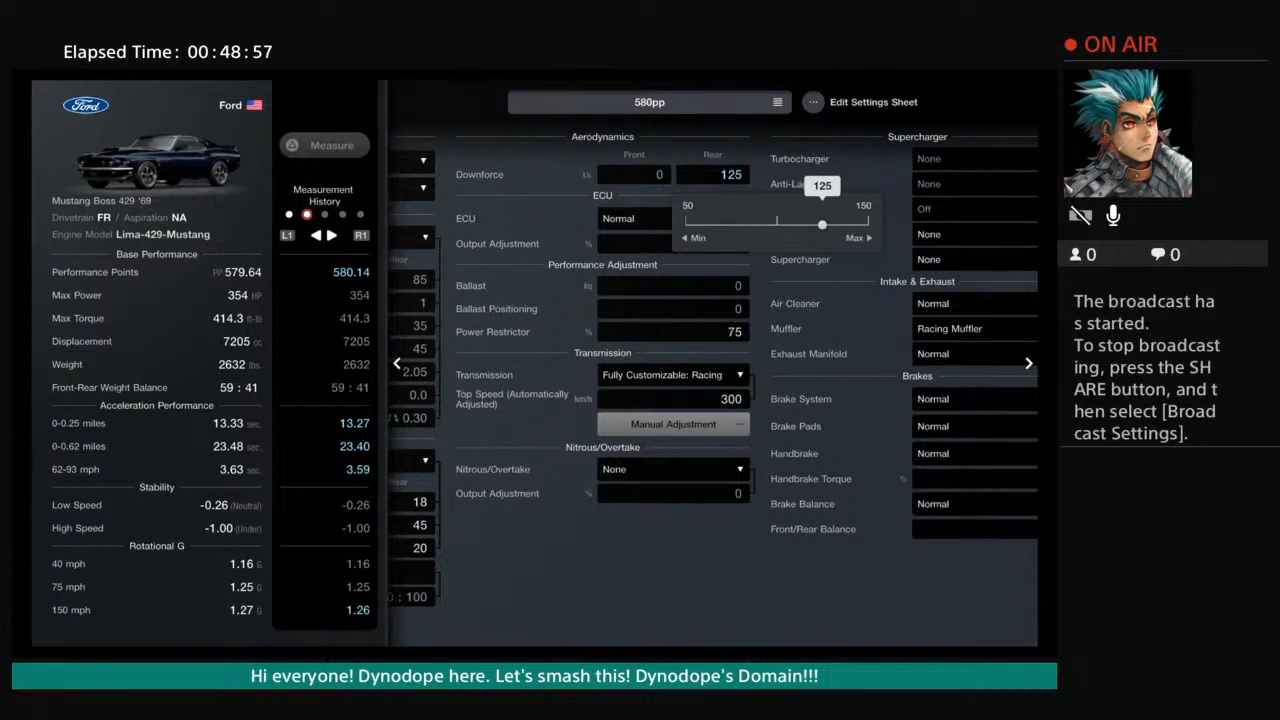 Elapsed Time: 00:48:57
ON AIR
Ford
Ford
Mustang Boss 429 '69
Drivetrain FR / Aspiration NA
Engine Model Lima-429-Mustang
Base Performance
Performance Points PP 579.64 580.14
Max Power 354 HP 354
Max Torque 414.3 ft-lb 414.3
Displacement 7205 cc 7205
Weight 2632 lbs. 2632
Front-Rear Weight Balance 59 : 41 59 : 41
Acceleration Performance
0-0.25 miles 13.33 sec. 13.27
0-0.62 miles 23.48 sec. 23.40
62-93 mph 3.63 sec. 3.59
Stability
Low Speed -0.26 (Neutral) -0.26
High Speed -1.00 (Under) -1.00
Rotational G
40 mph 1.16 G 1.16
75 mph 1.25 G 1.25
150 mph 1.27 G 1.26
Measure
Measurement
History
L1 R1
580pp
Edit Settings Sheet
85
1
35
45
2.05
0.0
0.30
18
45
20
0 : 100
Aerodynamics
Front Rear
Downforce Lv. 0 125
ECU
ECU Normal
Output Adjustment %
Performance Adjustment
Ballast kg 0
Ballast Positioning 0
Power Restrictor % 75
Transmission
Transmission Fully Customizable: Racing
Top Speed (Automatically
Adjusted) km/h 300
Manual Adjustment
Nitrous/Overtake
Nitrous/Overtake None
Output Adjustment % 0
125
50 150
Min Max
Supercharger
Turbocharger None
Anti-La None
Off
None
Supercharger None
Intake & Exhaust
Air Cleaner Normal
Muffler Racing Muffler
Exhaust Manifold Normal
Brakes
Brake System Normal
Brake Pads Normal
Handbrake Normal
Handbrake Torque %
Brake Balance Normal
Front/Rear Balance
0 0
The broadcast ha
s started.
To stop broadcast
ing, press the SH
ARE button, and t
hen select [Broad
cast Settings].
Hi everyone! Dynodope here. Let's smash this! Dynodope's Domain!!!